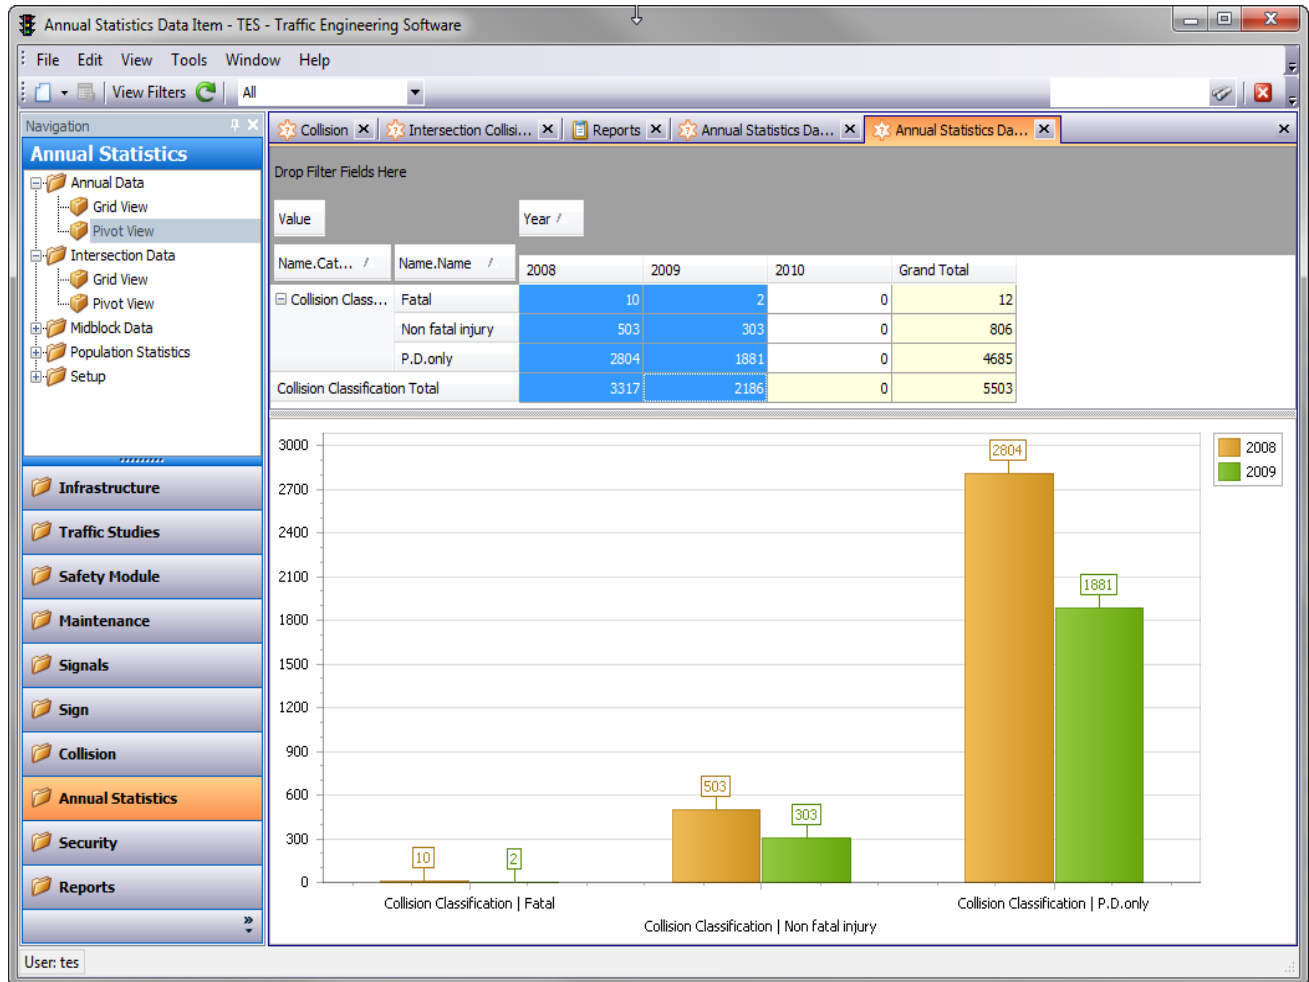 Annual Statistics Data Item - TES - Traffic Engineering Software
File Edit View Tools Window Help
View Filters All
Navigation
Annual Statistics
Annual Data
Grid View
Pivot View
Intersection Data
Grid View
Pivot View
Midblock Data
Population Statistics
Setup
Infrastructure
Traffic Studies
Safety Module
Maintenance
Signals
Sign
Collision
Annual Statistics
Security
Reports
Collision Intersection Collisi... Reports Annual Statistics Da... Annual Statistics Da...
Drop Filter Fields Here
Value Year
Name.Cat... Name.Name 2008 2009 2010 Grand Total
Collision Class... Fatal 10 2 0 12
Non fatal injury 503 303 0 806
P.D.only 2804 1881 0 4685
Collision Classification Total 3317 2186 0 5503
3000
2700
2400
2100
1800
1500
1200
900
600
300
0
10
2
503
303
2804
1881
2008
2009
Collision Classification | Fatal
Collision Classification | Non fatal injury
Collision Classification | P.D.only
User: tes